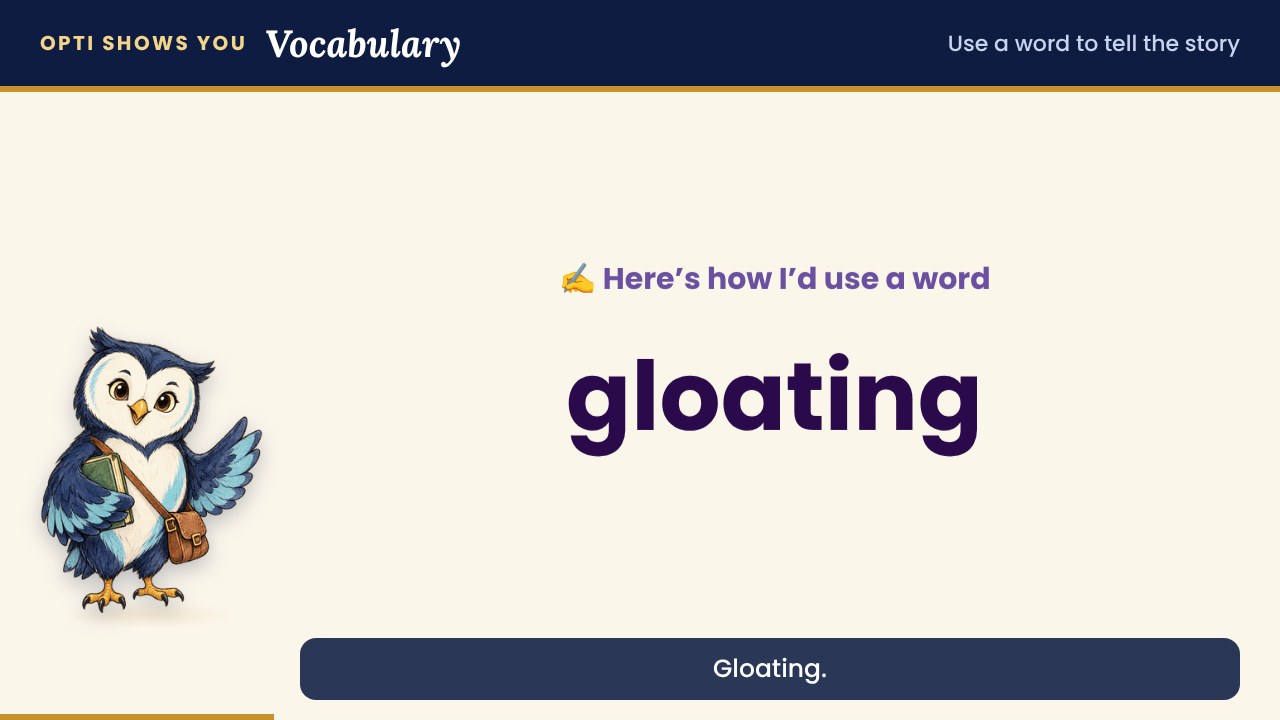 OPTI SHOWS YOU Vocabulary
Use a word to tell the story
✍️ Here’s how I’d use a word
gloating
Gloating.